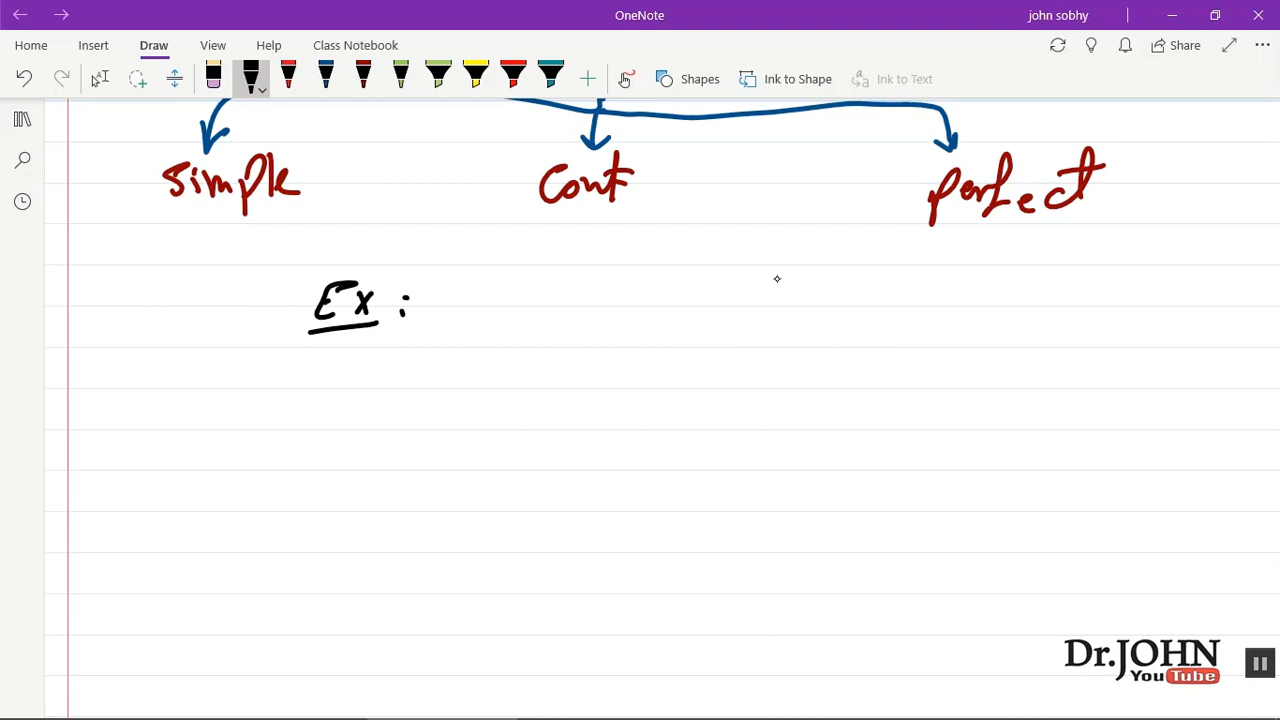 OneNote
john sobhy
Home Insert Draw View Help Class Notebook Share
Shapes Ink to Shape Ink to Text
simple cont perfect
Ex :
Dr.JOHN
YouTube